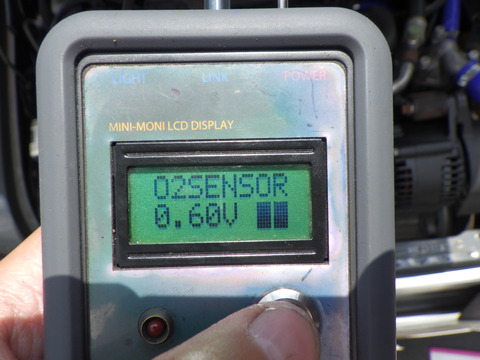 LIGHT LINK POWER
MINI-MONI LCD DISPLAY
O2SENSOR
0.60V